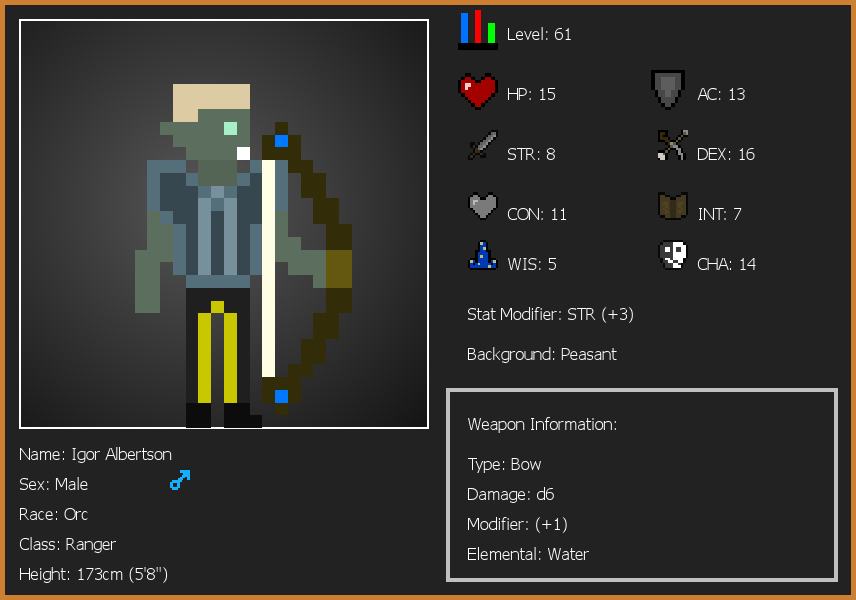 Level: 61
HP: 15
AC: 13
STR: 8
DEX: 16
CON: 11
INT: 7
WIS: 5
CHA: 14
Stat Modifier: STR (+3)
Background: Peasant
Weapon Information:
Type: Bow
Damage: d6
Modifier: (+1)
Elemental: Water
Name: Igor Albertson
Sex: Male
Race: Orc
Class: Ranger
Height: 173cm (5'8")